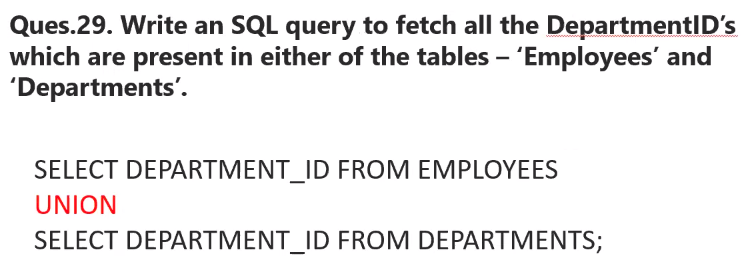 Ques.29. Write an SQL query to fetch all the DepartmentID’s
which are present in either of the tables – ‘Employees’ and
‘Departments’.
SELECT DEPARTMENT_ID FROM EMPLOYEES
UNION
SELECT DEPARTMENT_ID FROM DEPARTMENTS;